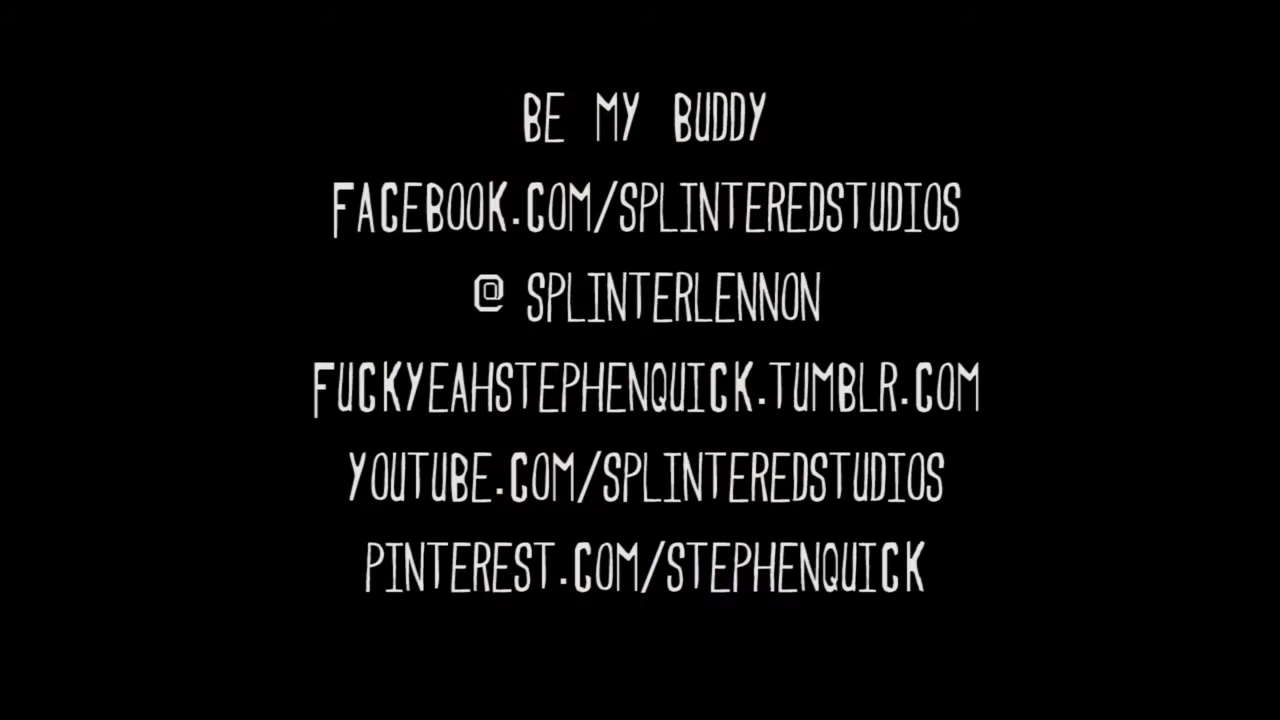 BE MY BUDDY
FACEBOOK.COM/SPLINTEREDSTUDIOS
@ SPLINTERLENNON
FUCKYEAHSTEPHENQUICK.TUMBLR.COM
YOUTUBE.COM/SPLINTEREDSTUDIOS
PINTEREST.COM/STEPHENQUICK